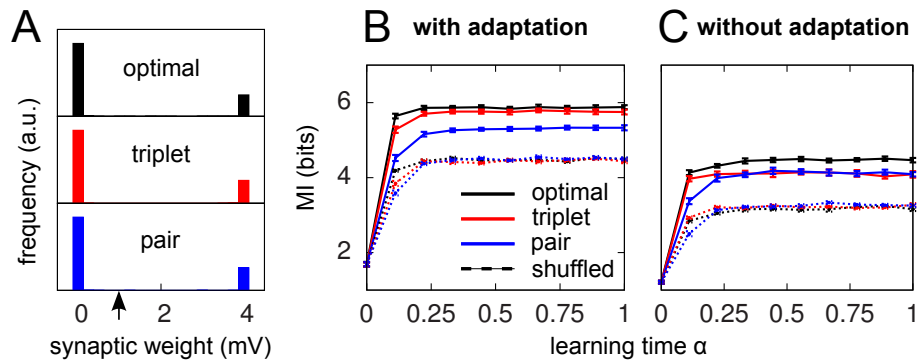 A
optimal
triplet
pair
frequency (a.u.)
0 2 4
synaptic weight (mV)
B with adaptation
MI (bits)
6
4
2
optimal
triplet
pair
shuffled
0 0.25 0.5 0.75 1
C without adaptation
0 0.25 0.5 0.75 1
learning time α